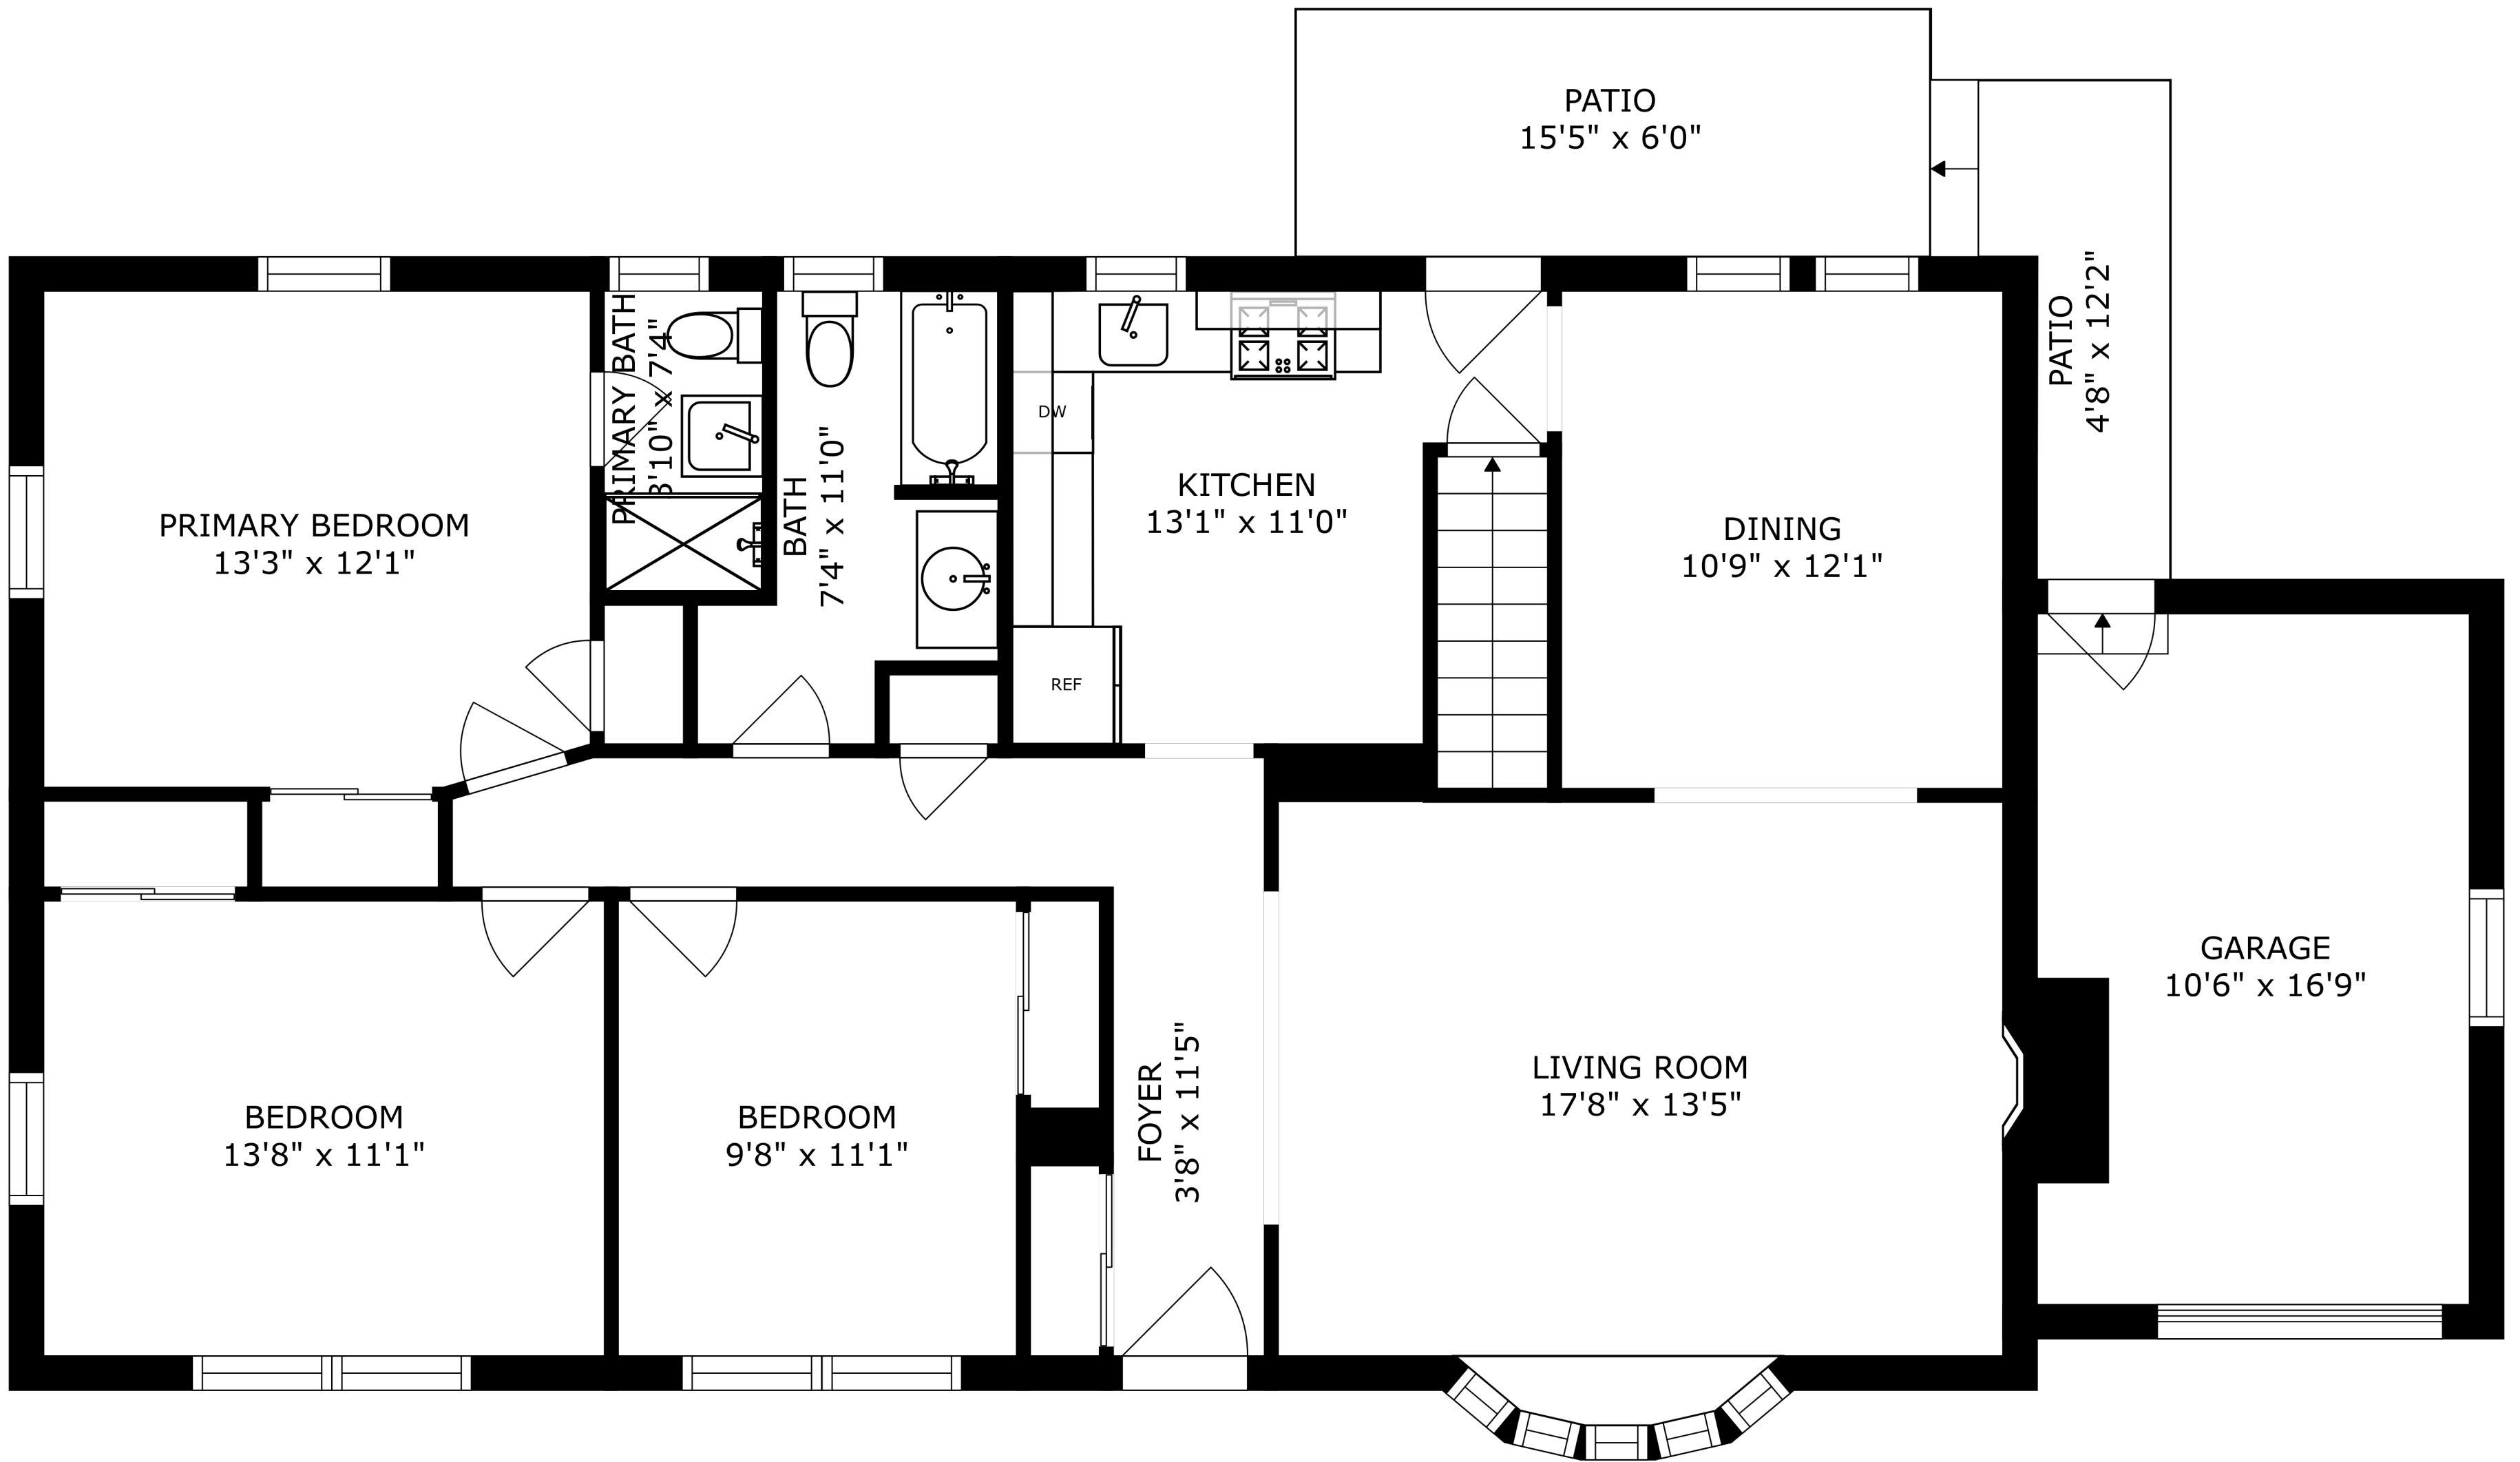 PATIO
15'5" x 6'0"
PATIO
4'8" x 12'2"
PRIMARY BEDROOM
13'3" x 12'1"
PRIMARY BATH
3'10" x 7'4"
BATH
7'4" x 11'0"
DW
KITCHEN
13'1" x 11'0"
REF
DINING
10'9" x 12'1"
GARAGE
10'6" x 16'9"
BEDROOM
13'8" x 11'1"
BEDROOM
9'8" x 11'1"
FOYER
3'8" x 11'5"
LIVING ROOM
17'8" x 13'5"